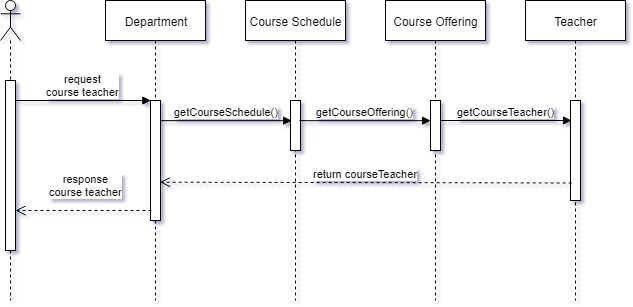 Department
Course Schedule
Course Offering
Teacher
request
course teacher
getCourseSchedule()
getCourseOffering()
getCourseTeacher()
return courseTeacher
response
course teacher